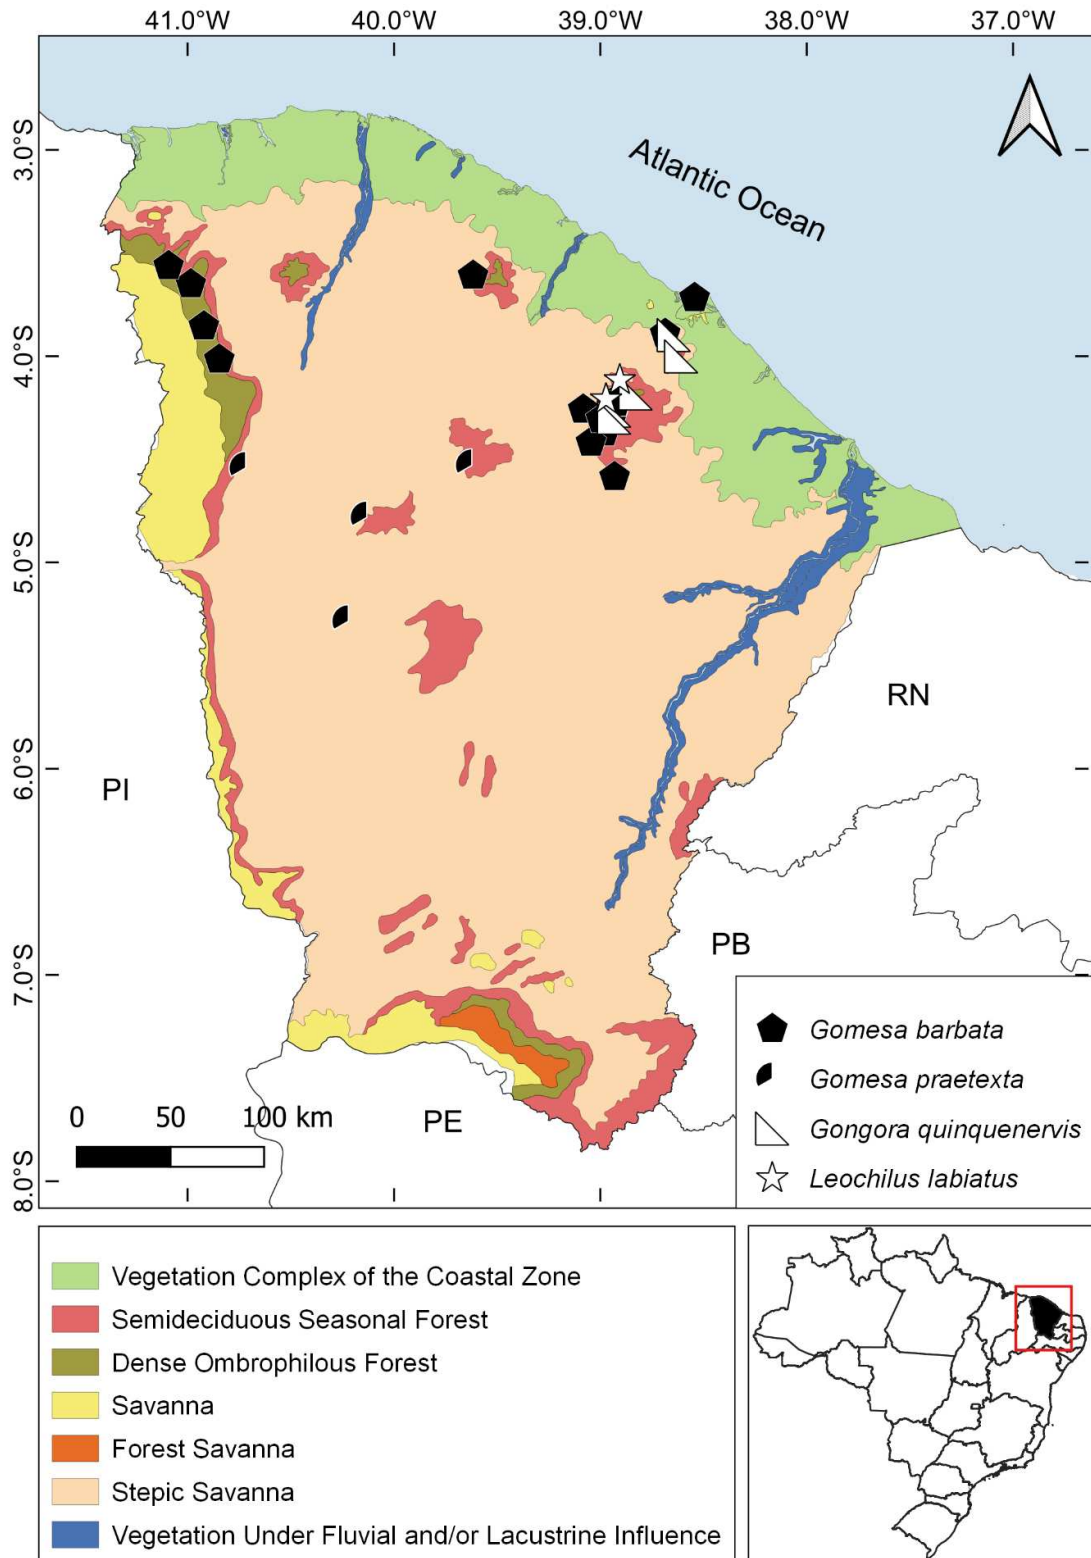 41.0°W 40.0°W 39.0°W 38.0°W 37.0°W
3.0°S
4.0°S
5.0°S
6.0°S
7.0°S
8.0°S
Atlantic Ocean
RN
PI
PB
PE
0 50 100 km
Gomesa barbata
Gomesa praetexta
Gongora quinquenervis
Leochilus labiatus
Vegetation Complex of the Coastal Zone
Semideciduous Seasonal Forest
Dense Ombrophilous Forest
Savanna
Forest Savanna
Stepic Savanna
Vegetation Under Fluvial and/or Lacustrine Influence